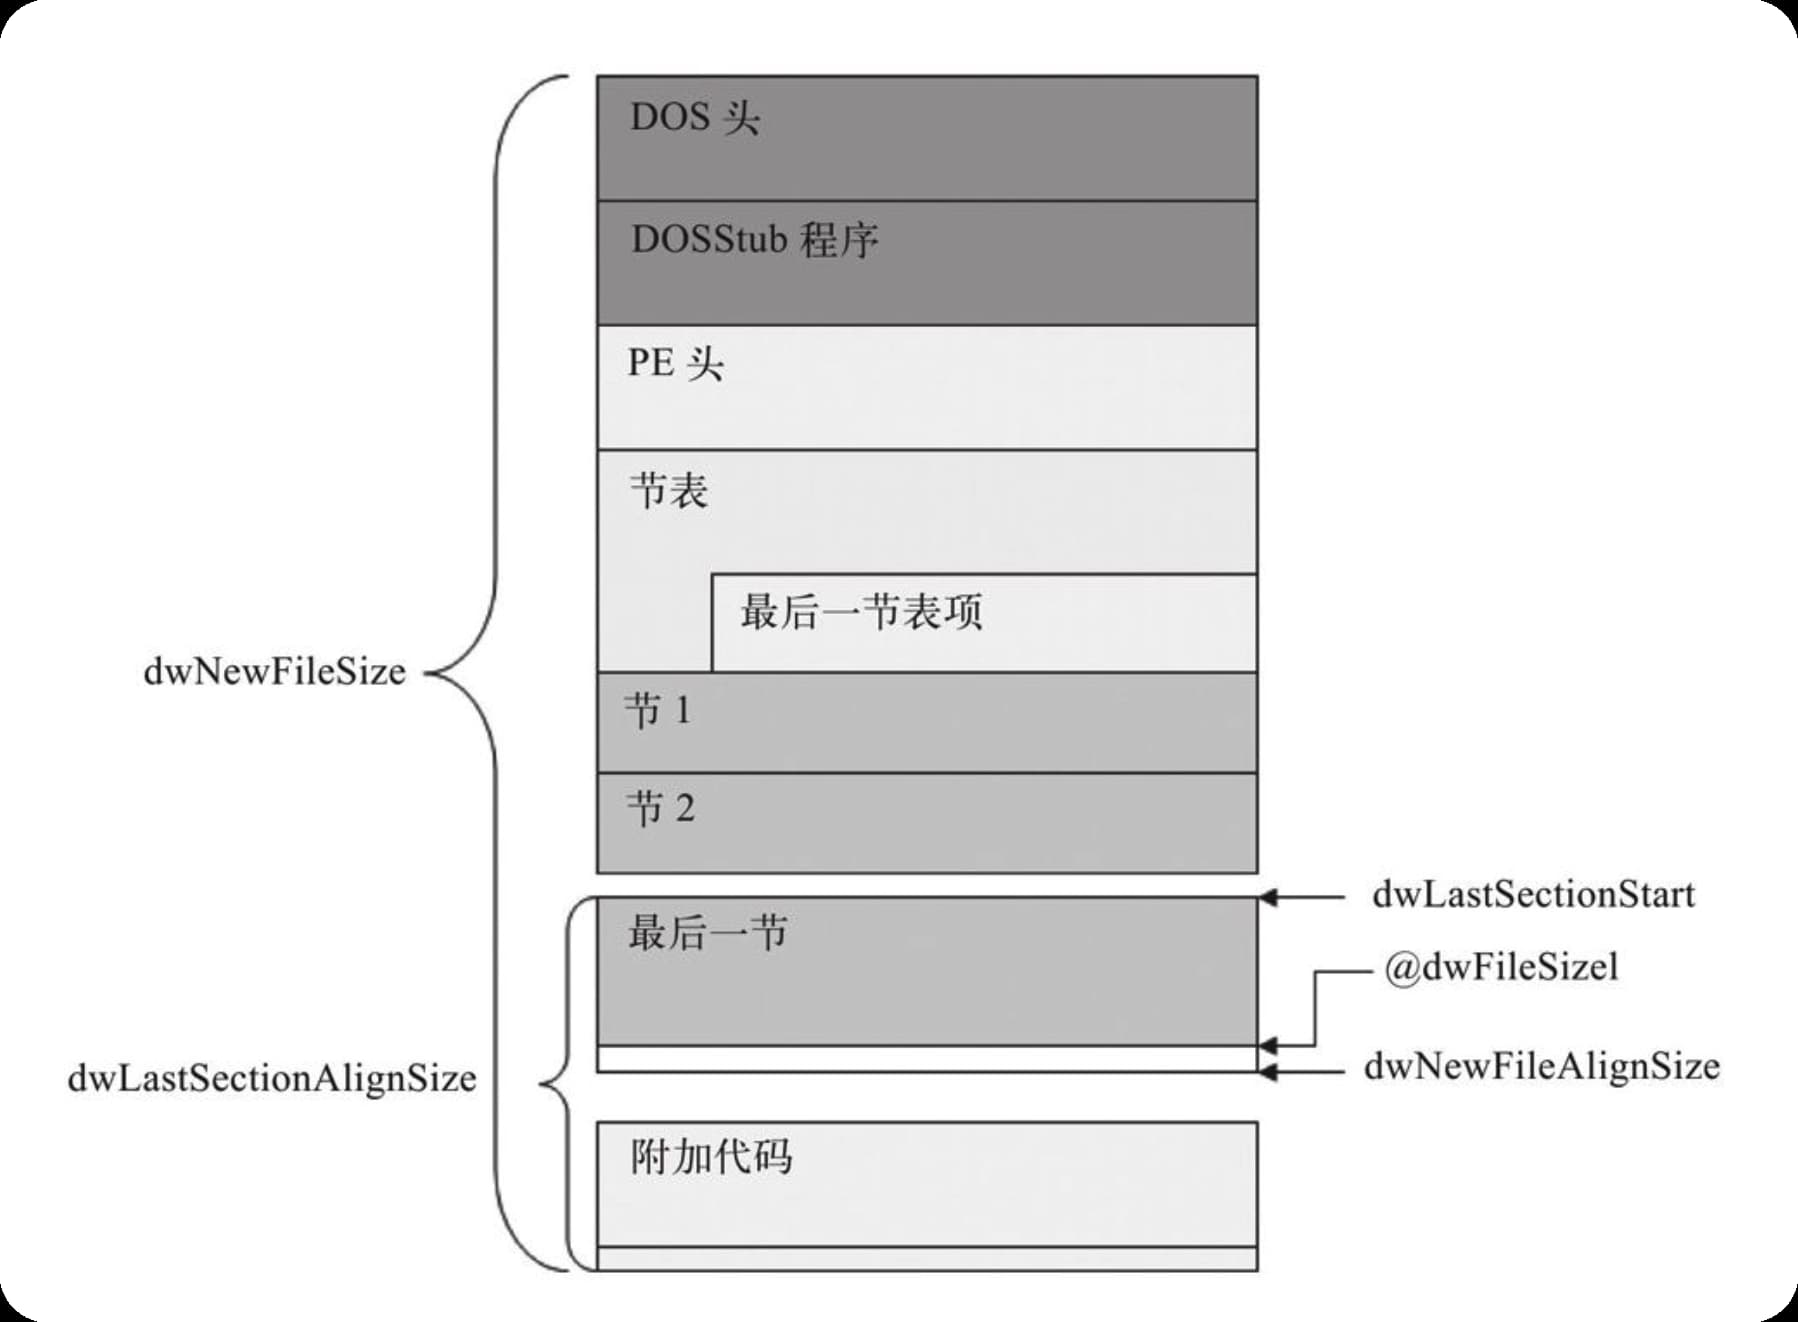 DOS 头
DOSStub 程序
PE 头
节表
最后一节表项
dwNewFileSize
节 1
节 2
dwLastSectionStart
最后一节
@dwFileSizel
dwNewFileAlignSize
dwLastSectionAlignSize
附加代码